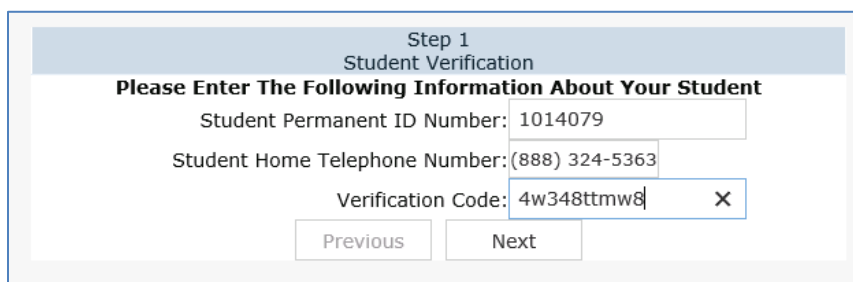 Step 1
Student Verification
Please Enter The Following Information About Your Student
Student Permanent ID Number: 1014079
Student Home Telephone Number: (888) 324-5363
Verification Code: 4w348ttmw8
Previous Next